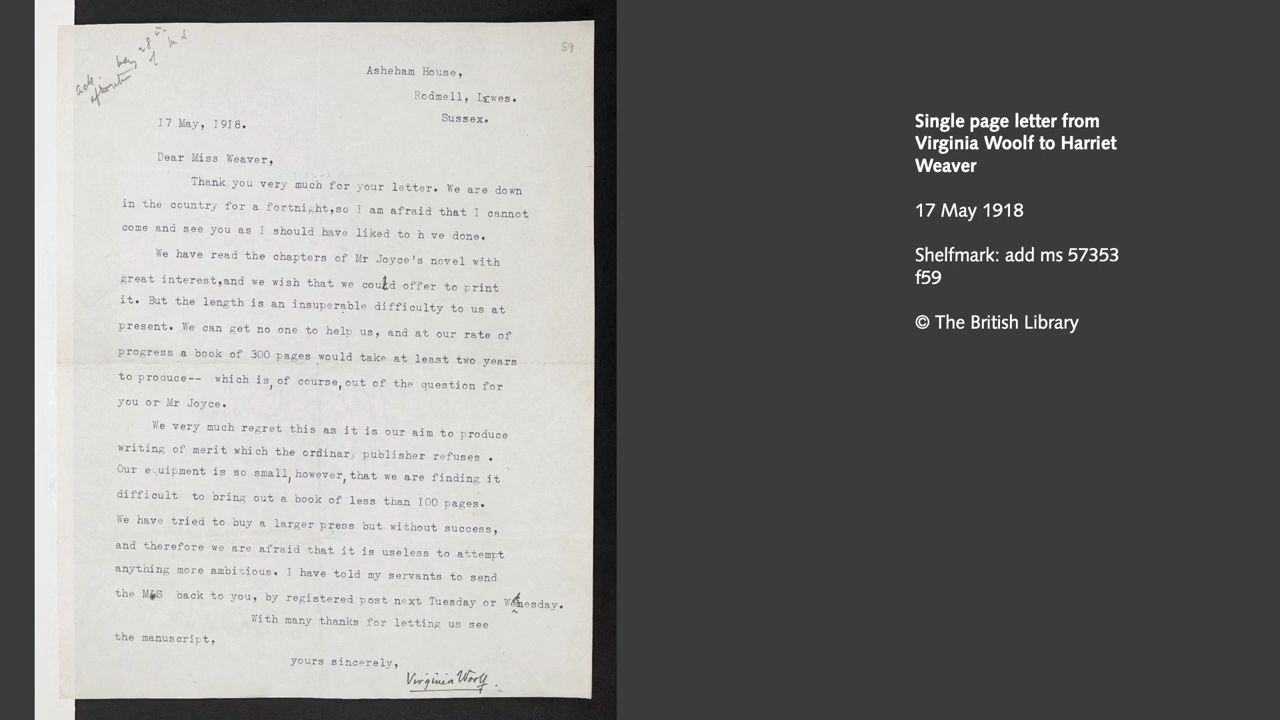 59
Asheham House,
Rodmell, Lewes.
Sussex.
17 May, 1918.
Dear Miss Weaver,
Thank you very much for your letter. We are down
in the country for a fortnight,so I am afraid that I cannot
come and see you as I should have liked to h ve done.
We have read the chapters of Mr Joyce's novel with
great interest,and we wish that we could offer to print
it. But the length is an insuperable difficulty to us at
present. We can get no one to help us, and at our rate of
progress a book of 300 pages would take at least two years
to produce-- which is, of course, out of the question for
you or Mr Joyce.
We very much regret this as it is our aim to produce
writing of merit which the ordinary publisher refuses .
Our equipment is so small, however, that we are finding it
difficult to bring out a book of less than 100 pages.
We have tried to buy a larger press but without success,
and therefore we are afraid that it is useless to attempt
anything more ambitious. I have told my servants to send
the MSS back to you, by registered post next Tuesday or Wednesday.
With many thanks for letting us see
the manuscript,
yours sincerely,
Virginia Woolf.
Single page letter from
Virginia Woolf to Harriet
Weaver
17 May 1918
Shelfmark: add ms 57353
f59
© The British Library